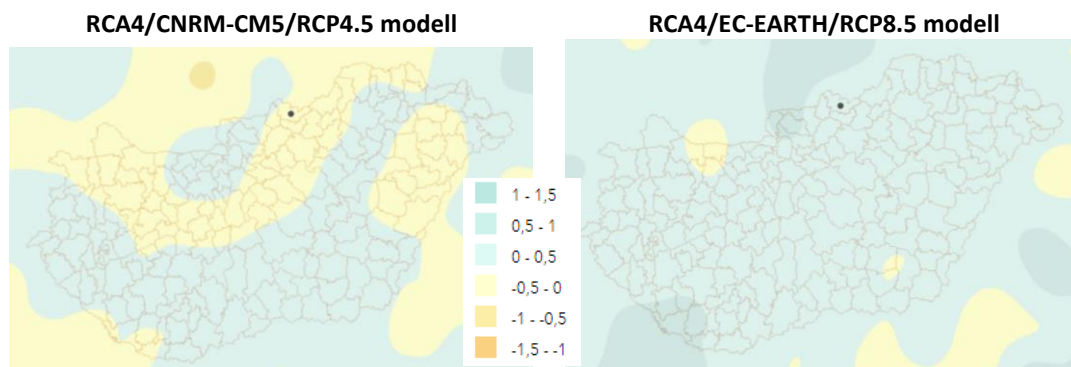 RCA4/CNRM-CM5/RCP4.5 modell
RCA4/EC-EARTH/RCP8.5 modell
1 - 1,5
0,5 - 1
0 - 0,5
-0,5 - 0
-1 - -0,5
-1,5 - -1